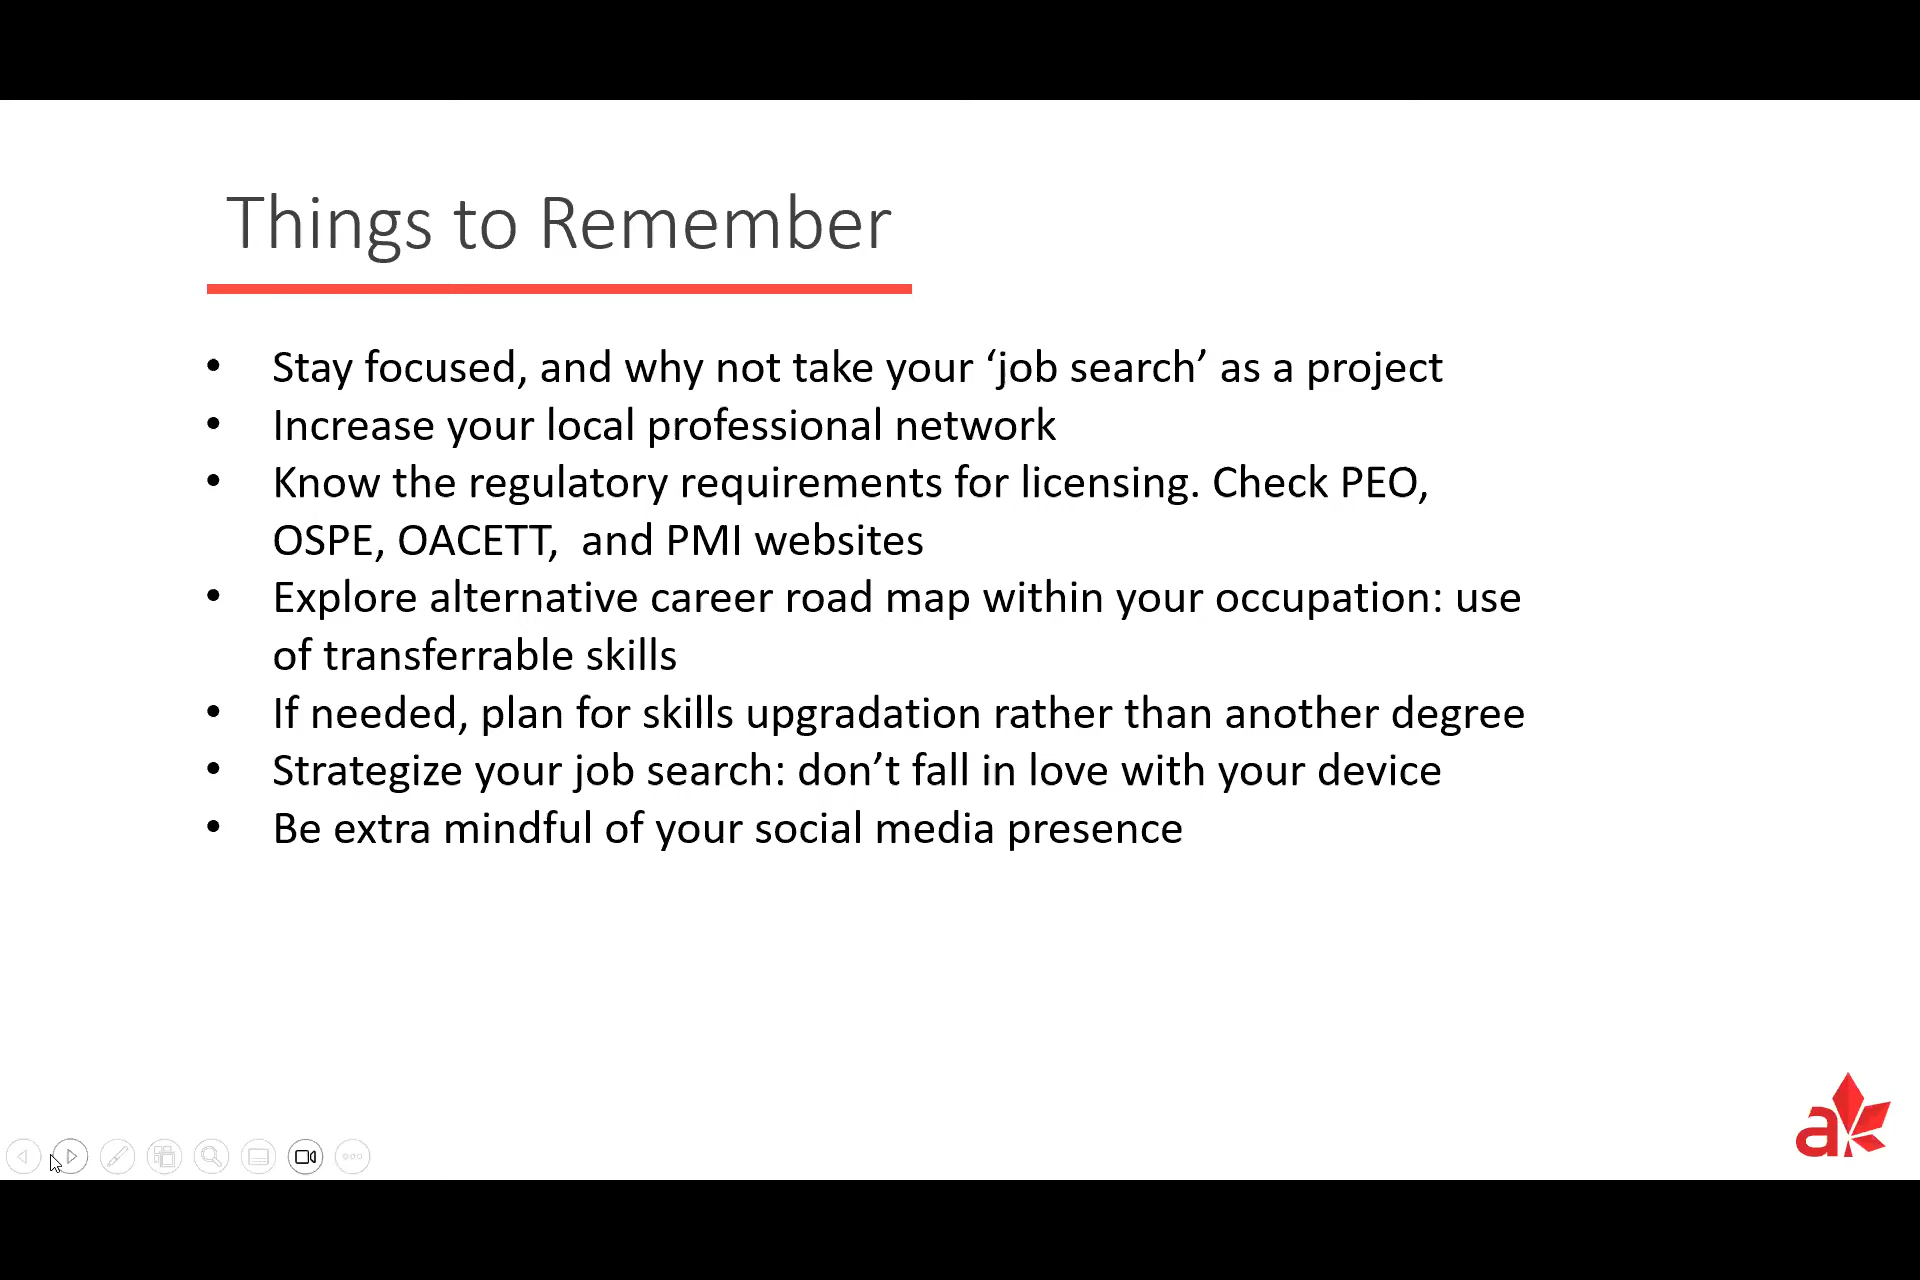 Things to Remember
• Stay focused, and why not take your ‘job search’ as a project
• Increase your local professional network
• Know the regulatory requirements for licensing. Check PEO,
OSPE, OACETT,  and PMI websites
• Explore alternative career road map within your occupation: use
of transferrable skills
• If needed, plan for skills upgradation rather than another degree
• Strategize your job search: don’t fall in love with your device
• Be extra mindful of your social media presence
a